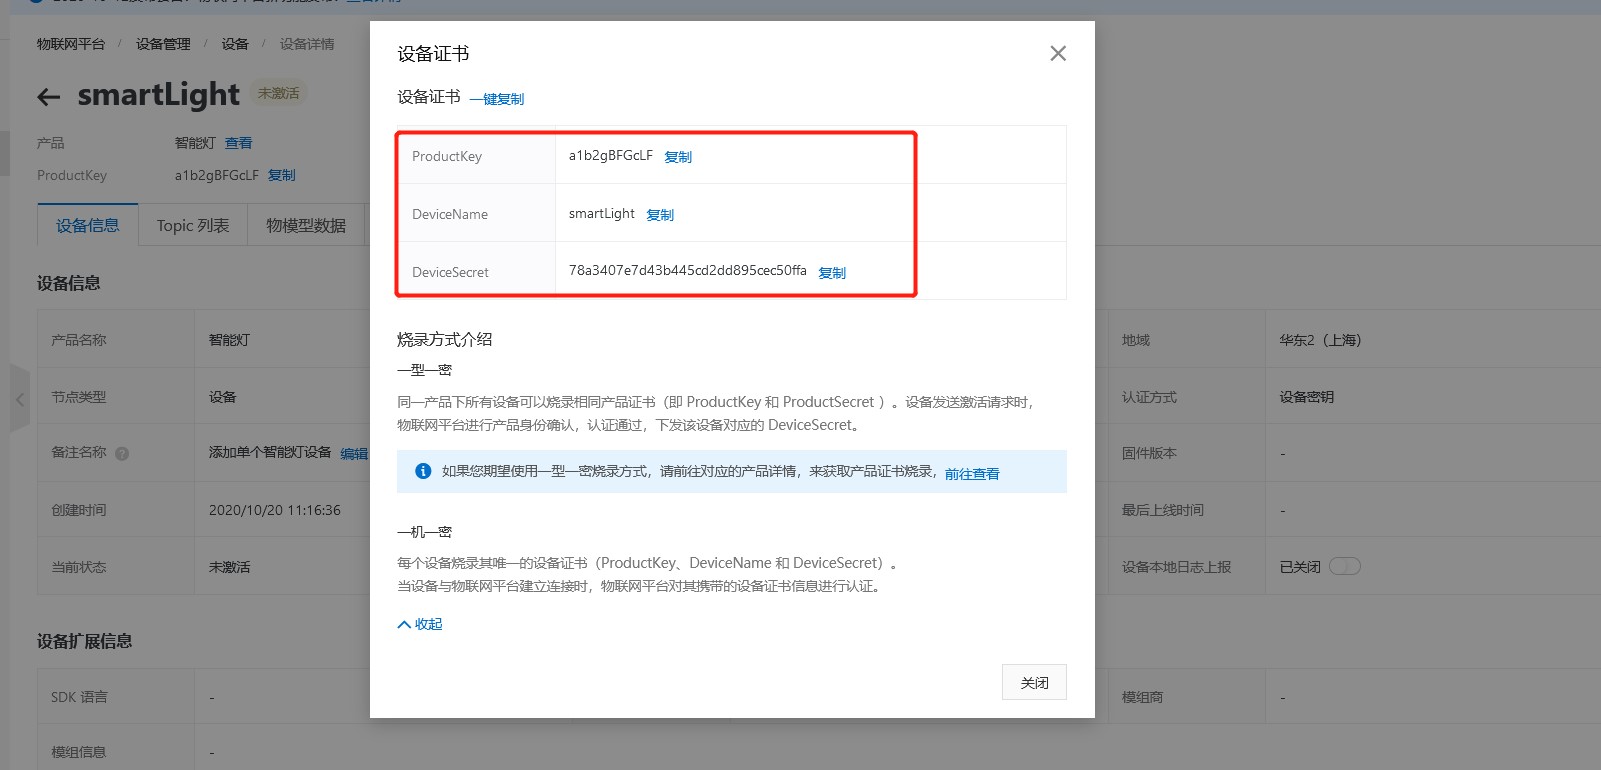 物联网平台 / 设备管理 / 设备 / 设备详情
smartLight 未激活
产品 智能灯 查看
ProductKey a1b2gBFGcLF 复制
设备信息 Topic 列表 物模型数据
设备信息
产品名称 智能灯
节点类型 设备
备注名称 添加单个智能灯设备 编辑
创建时间 2020/10/20 11:16:36
当前状态 未激活
设备扩展信息
SDK 语言 -
模组信息 -
设备证书
设备证书 一键复制
ProductKey a1b2gBFGcLF 复制
DeviceName smartLight 复制
DeviceSecret 78a3407e7d43b445cd2dd895cec50ffa 复制
烧录方式介绍
一型一密
同一产品下所有设备可以烧录相同产品证书（即 ProductKey 和 ProductSecret ）。设备发送激活请求时，
物联网平台进行产品身份确认，认证通过，下发该设备对应的 DeviceSecret。
如果您期望使用一型一密烧录方式，请前往对应的产品详情，来获取产品证书烧录，前往查看
一机一密
每个设备烧录其唯一的设备证书（ProductKey、DeviceName 和 DeviceSecret）。
当设备与物联网平台建立连接时，物联网平台对其携带的设备证书信息进行认证。
收起
关闭
地域 华东2（上海）
认证方式 设备密钥
固件版本 -
最后上线时间 -
设备本地日志上报 已关闭
模组商 -